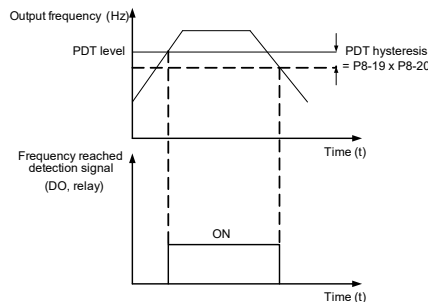 Output frequency (Hz)
PDT level
PDT hysteresis
= P8-19 x P8-20
Time (t)
Frequency reached
detection signal
(DO, relay)
ON
Time (t)